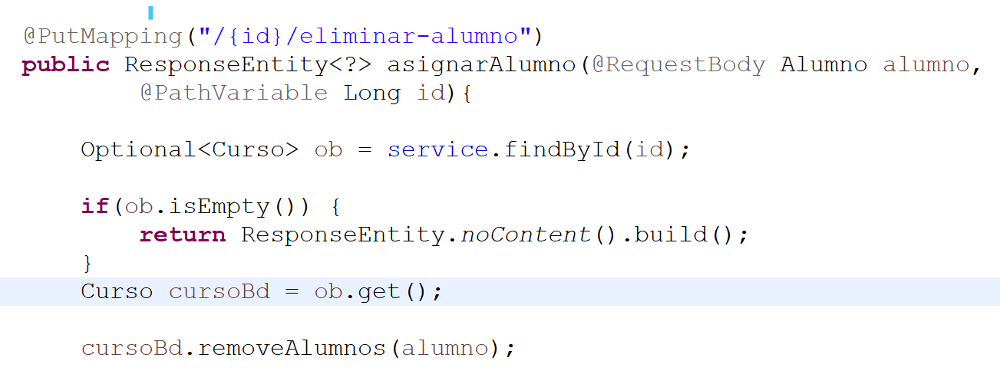 @PutMapping("/{id}/eliminar-alumno")
public ResponseEntity<?> asignarAlumno(@RequestBody Alumno alumno,
        @PathVariable Long id){
    Optional<Curso> ob = service.findById(id);
    if(ob.isEmpty()) {
        return ResponseEntity.noContent().build();
    }
    Curso cursoBd = ob.get();
    cursoBd.removeAlumnos(alumno);